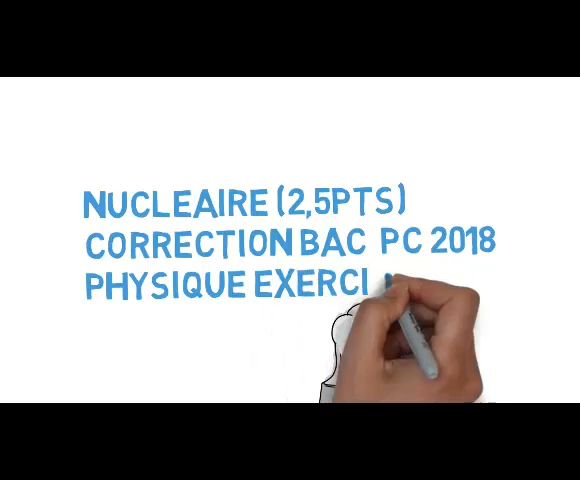 NUCLEAIRE (2,5PTS)
CORRECTION BAC PC 2018
PHYSIQUE EXERCI